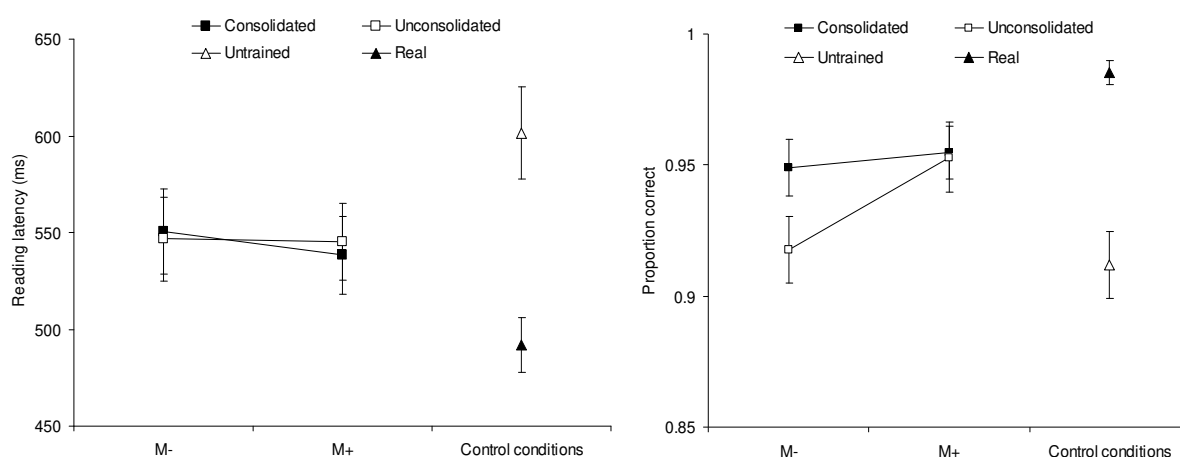 Consolidated Unconsolidated
Untrained Real
650
600
550
500
450
Reading latency (ms)
M- M+ Control conditions
Consolidated Unconsolidated
Untrained Real
1
0.95
0.9
0.85
Proportion correct
M- M+ Control conditions